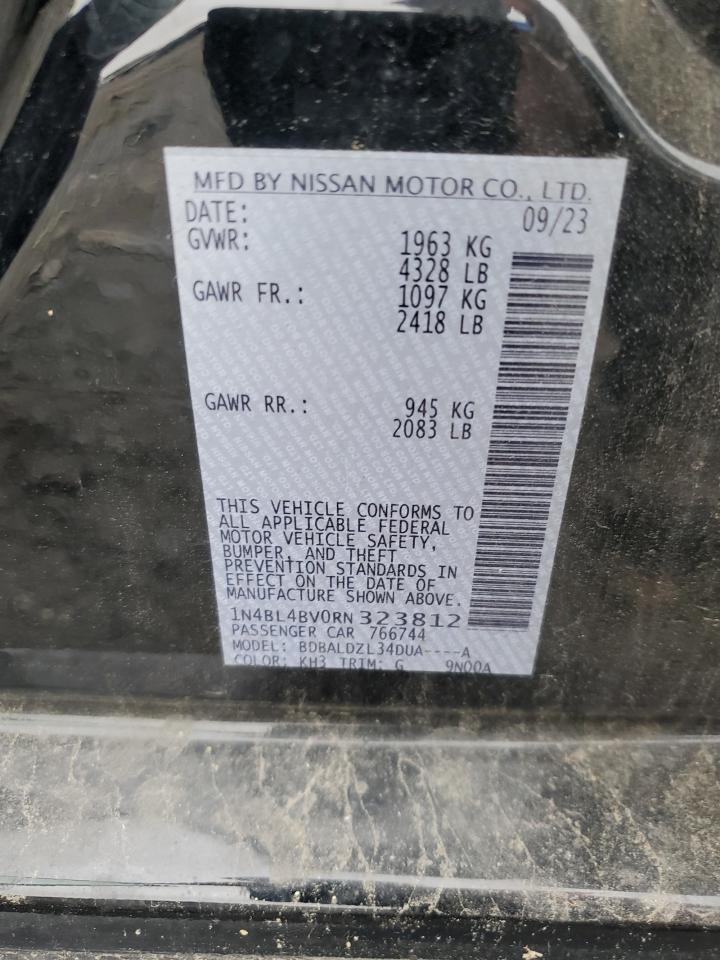 MFD BY NISSAN MOTOR CO., LTD.
DATE: 09/23
GVWR: 1963 KG
4328 LB
GAWR FR.: 1097 KG
2418 LB
GAWR RR.: 945 KG
2083 LB
THIS VEHICLE CONFORMS TO
ALL APPLICABLE FEDERAL
MOTOR VEHICLE SAFETY,
BUMPER, AND THEFT
PREVENTION STANDARDS IN
EFFECT ON THE DATE OF
MANUFACTURE SHOWN ABOVE.
1N4BL4BV0RN323812
PASSENGER CAR 766744
MODEL: BDBALDZL34DUA----A
COLOR: KH3 TRIM: G 9N00A